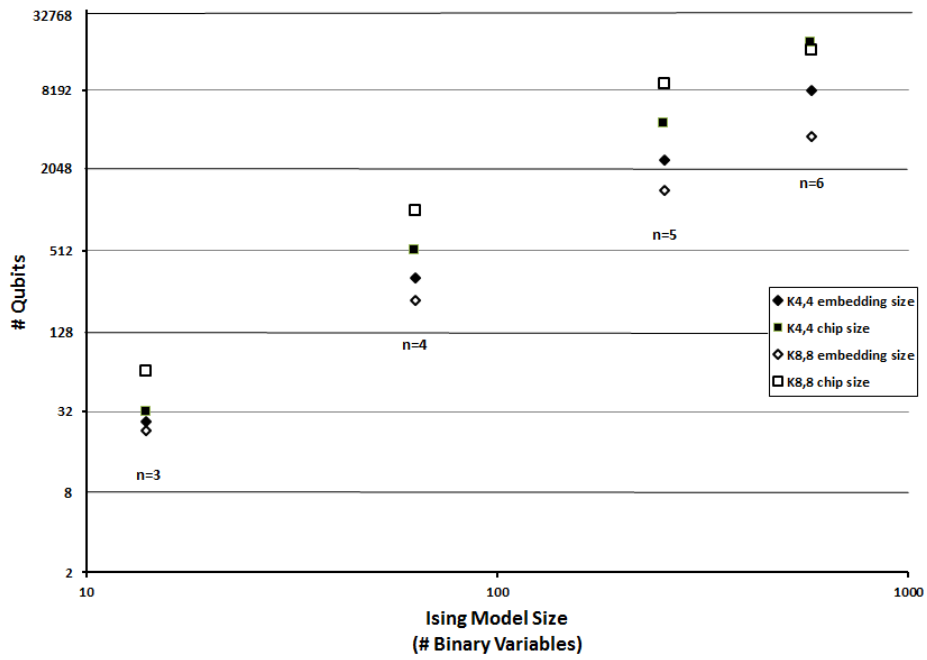 32768
8192
2048
512
128
32
8
2
# Qubits
n=3
n=4
n=5
n=6
K4,4 embedding size
K4,4 chip size
K8,8 embedding size
K8,8 chip size
10
100
1000
Ising Model Size
(# Binary Variables)